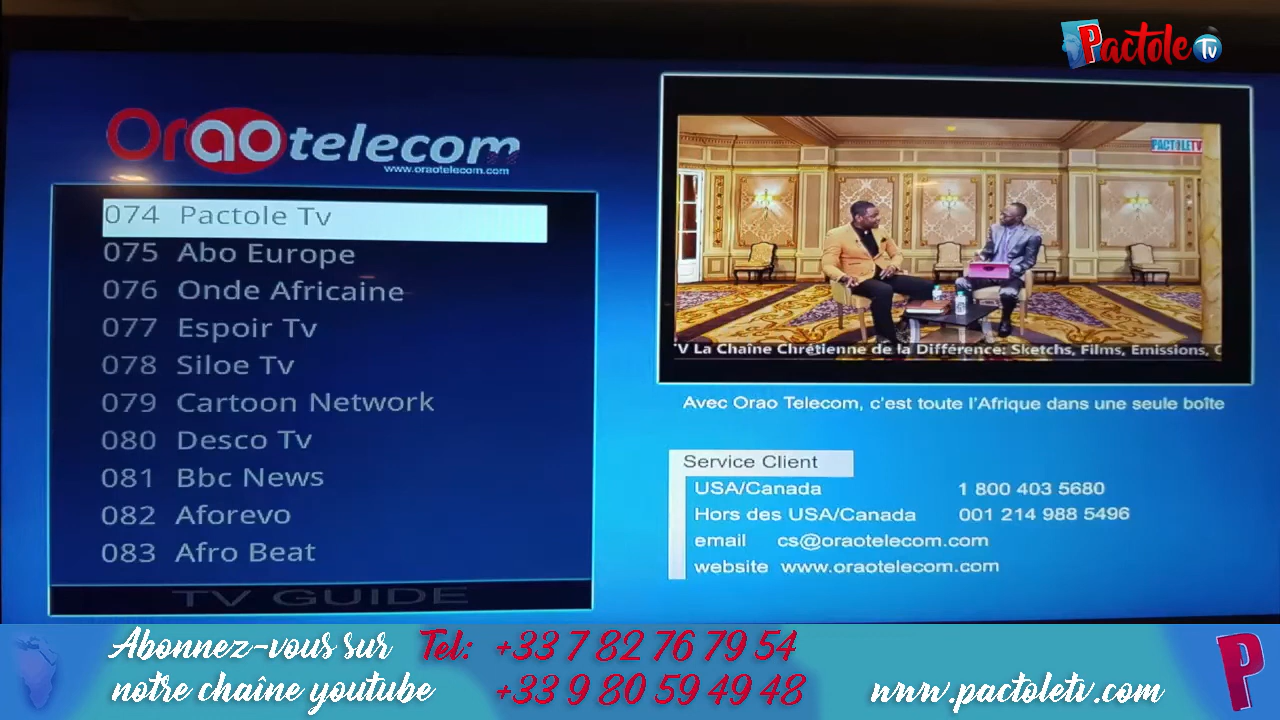 Pactole Tv
Orao telecom
www.oraotelecom.com
074 Pactole Tv
075 Abo Europe
076 Onde Africaine
077 Espoir Tv
078 Siloe Tv
079 Cartoon Network
080 Desco Tv
081 Bbc News
082 Aforevo
083 Afro Beat
TV GUIDE
PACTOLETV
TV La Chaîne Chrétienne de la Différence: Sketchs, Films, Emissions,
Avec Orao Telecom, c'est toute l'Afrique dans une seule boîte
Service Client
USA/Canada 1 800 403 5680
Hors des USA/Canada 001 214 988 5496
email cs@oraotelecom.com
website www.oraotelecom.com
Abonnez-vous sur Tel: +33 7 82 76 79 54
notre chaîne youtube +33 9 80 59 49 48 www.pactoletv.com
P